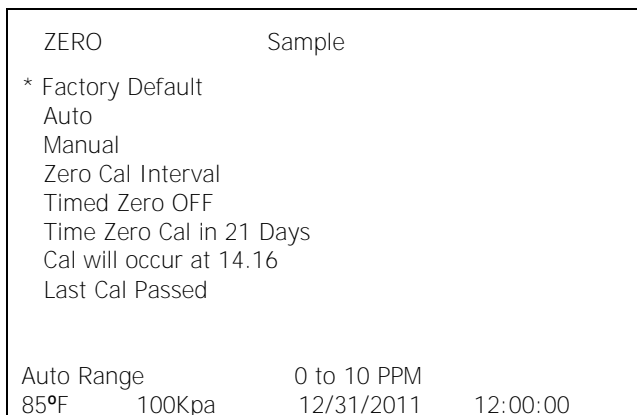 ZERO Sample
* Factory Default
Auto
Manual
Zero Cal Interval
Timed Zero OFF
Time Zero Cal in 21 Days
Cal will occur at 14.16
Last Cal Passed
Auto Range 0 to 10 PPM
85ºF 100Kpa 12/31/2011 12:00:00